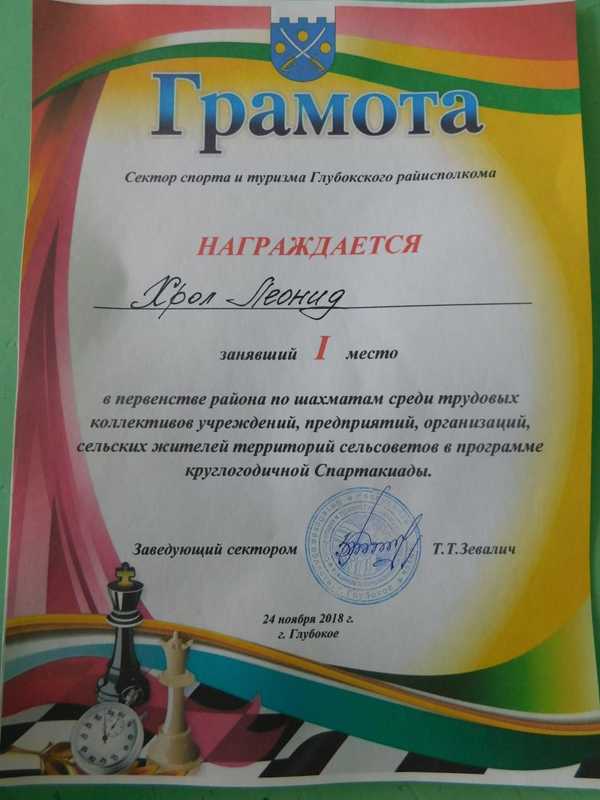 Грамота
Сектор спорта и туризма Глубокского райисполкома
НАГРАЖДАЕТСЯ
Хрол Леонид
занявший I место
в первенстве района по шахматам среди трудовых
коллективов учреждений, предприятий, организаций,
сельских жителей территорий сельсоветов в программе
круглогодичной Спартакиады.
Заведующий сектором Т.Т.Зевалич
24 ноября 2018 г.
г. Глубокое